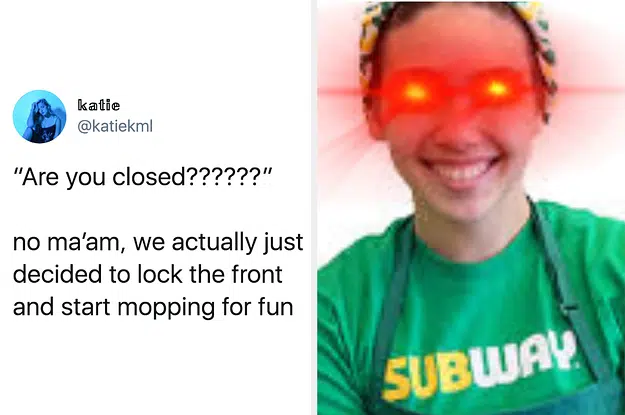 katie
@katiekml
“Are you closed??????”
no ma’am, we actually just
decided to lock the front
and start mopping for fun
SUBWAY